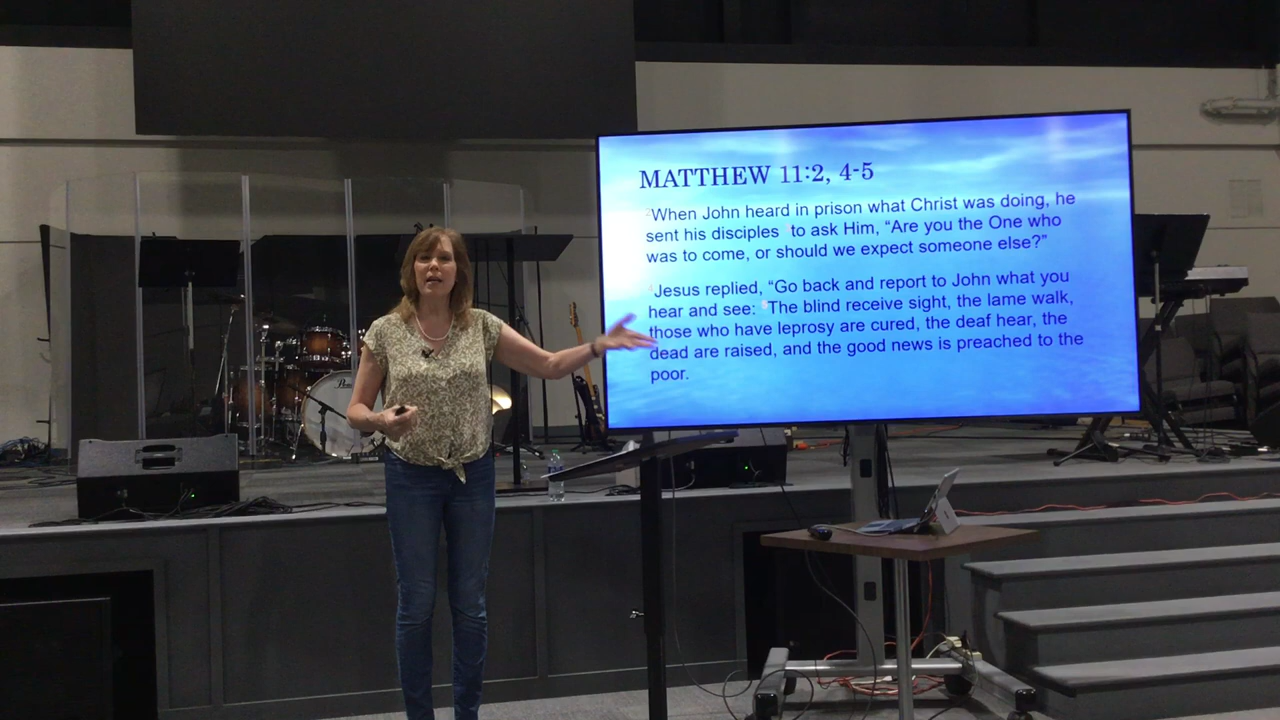 MATTHEW 11:2, 4-5
2When John heard in prison what Christ was doing, he
sent his disciples to ask Him, “Are you the One who
was to come, or should we expect someone else?”
4Jesus replied, “Go back and report to John what you
hear and see: 5The blind receive sight, the lame walk,
those who have leprosy are cured, the deaf hear, the
dead are raised, and the good news is preached to the
poor.